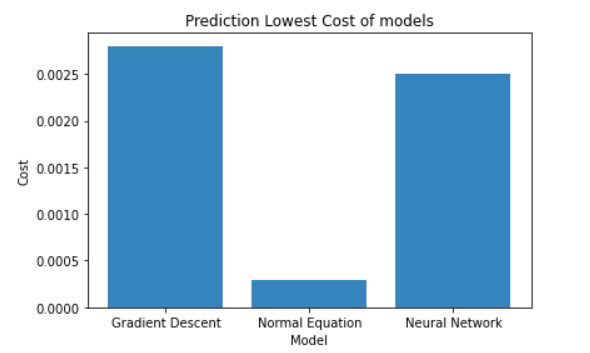 Prediction Lowest Cost of models
Cost
0.0025
0.0020
0.0015
0.0010
0.0005
0.0000
Gradient Descent
Normal Equation
Neural Network
Model